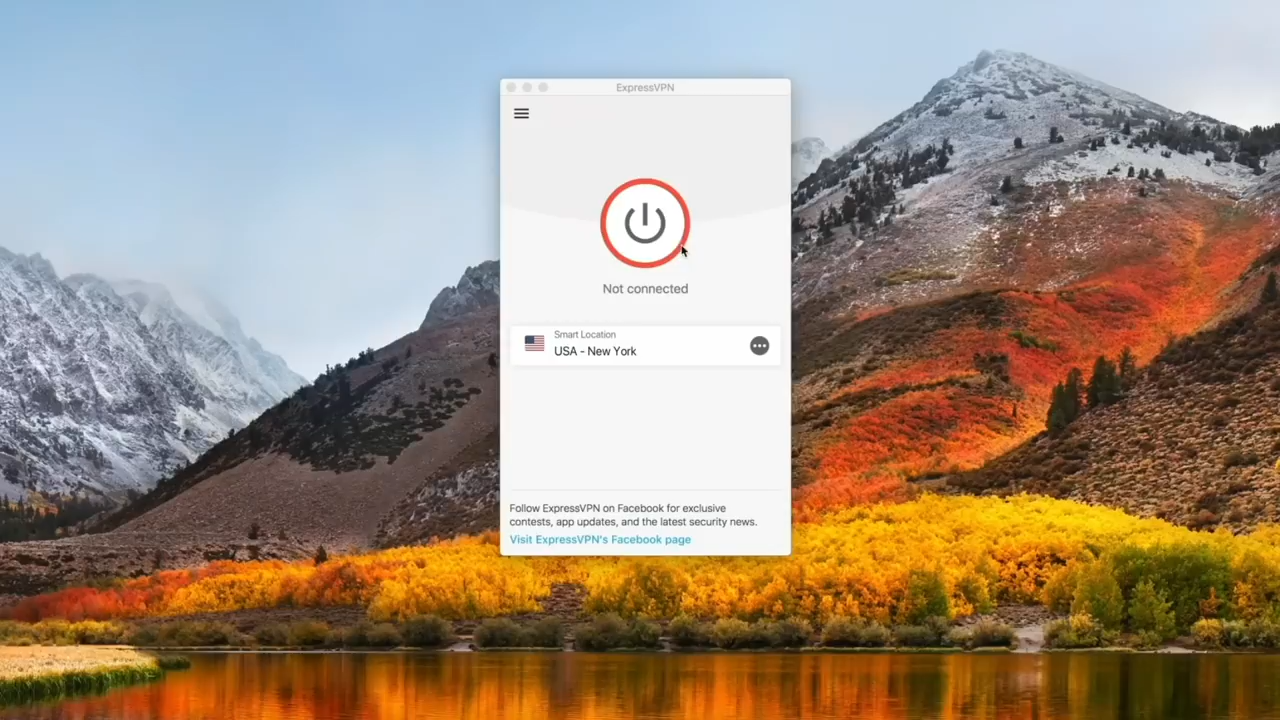 ExpressVPN
Not connected
Smart Location
USA - New York
Follow ExpressVPN on Facebook for exclusive
contests, app updates, and the latest security news.
Visit ExpressVPN's Facebook page